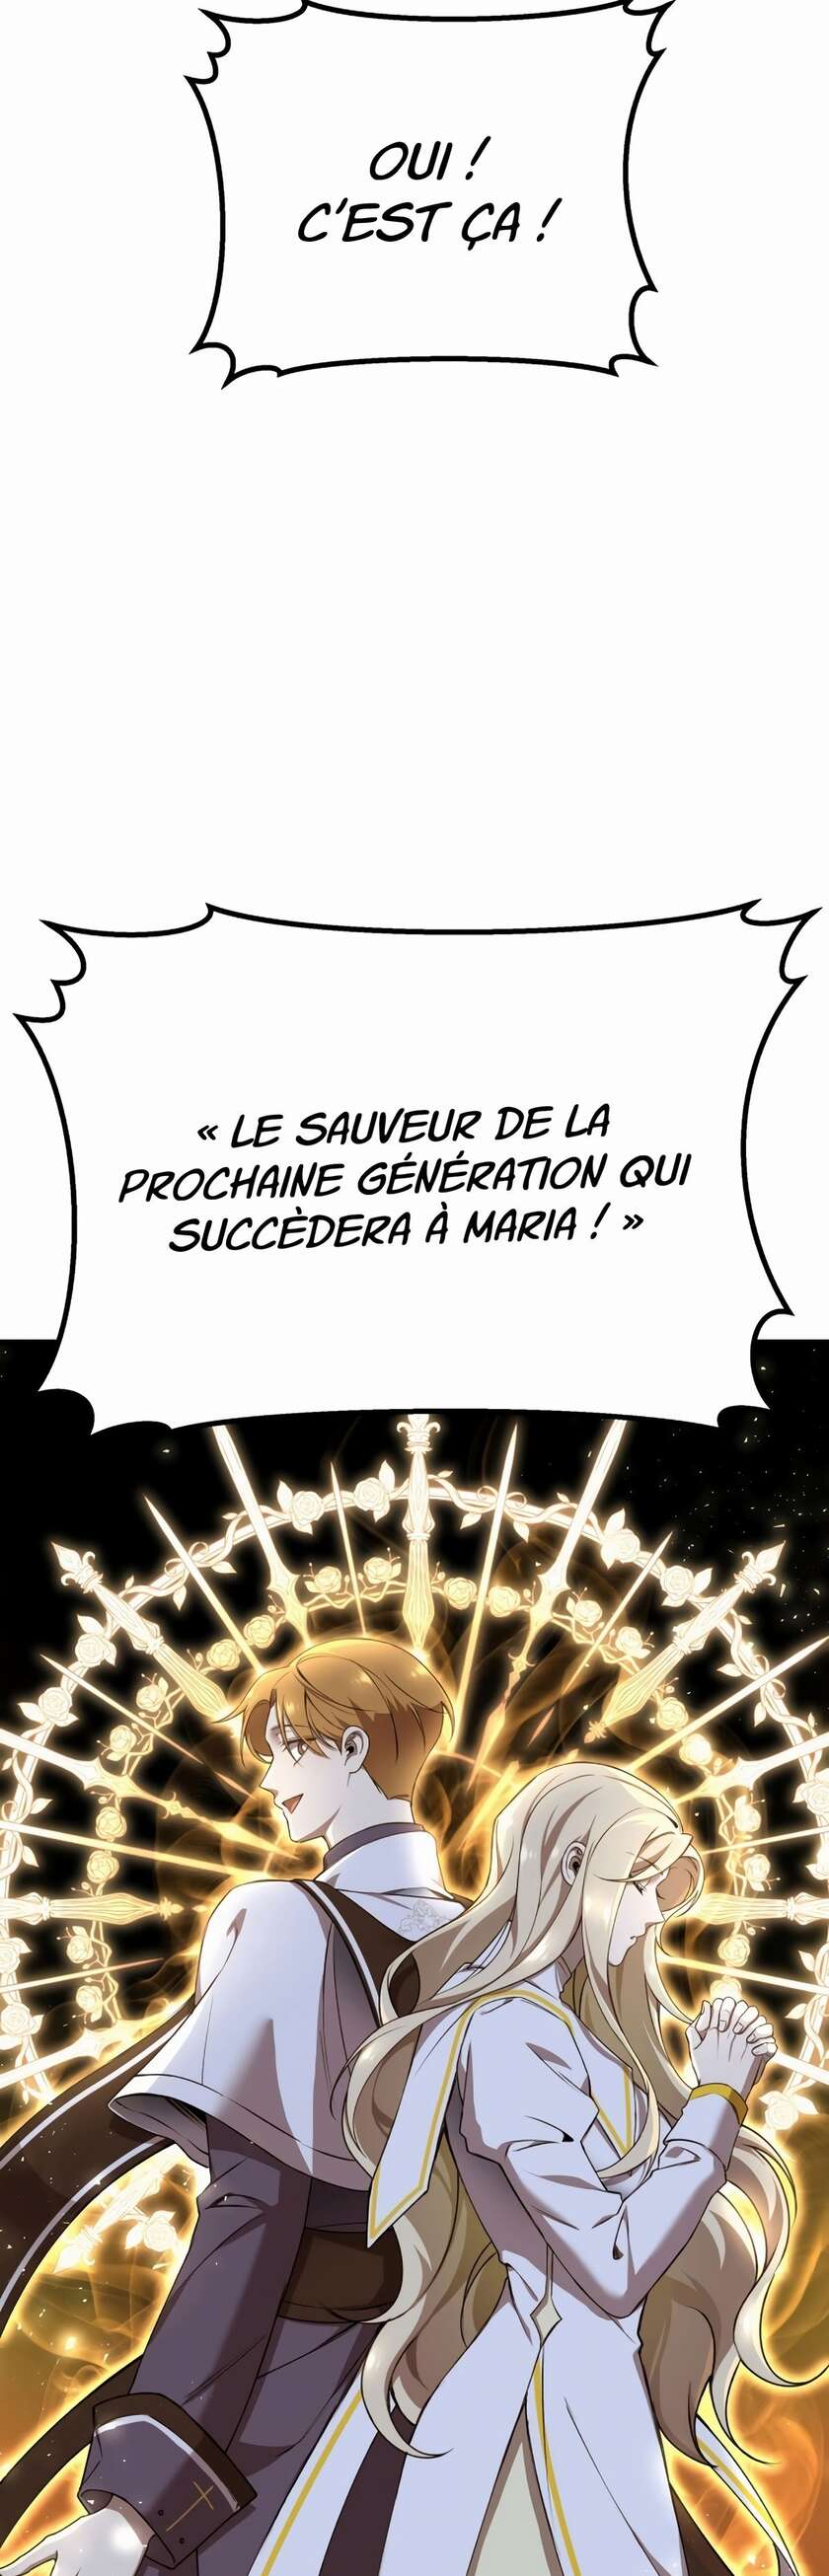 OUI !
C'EST ÇA !
« LE SAUVEUR DE LA
PROCHAINE GÉNÉRATION QUI
SUCCÈDERA À MARIA ! »